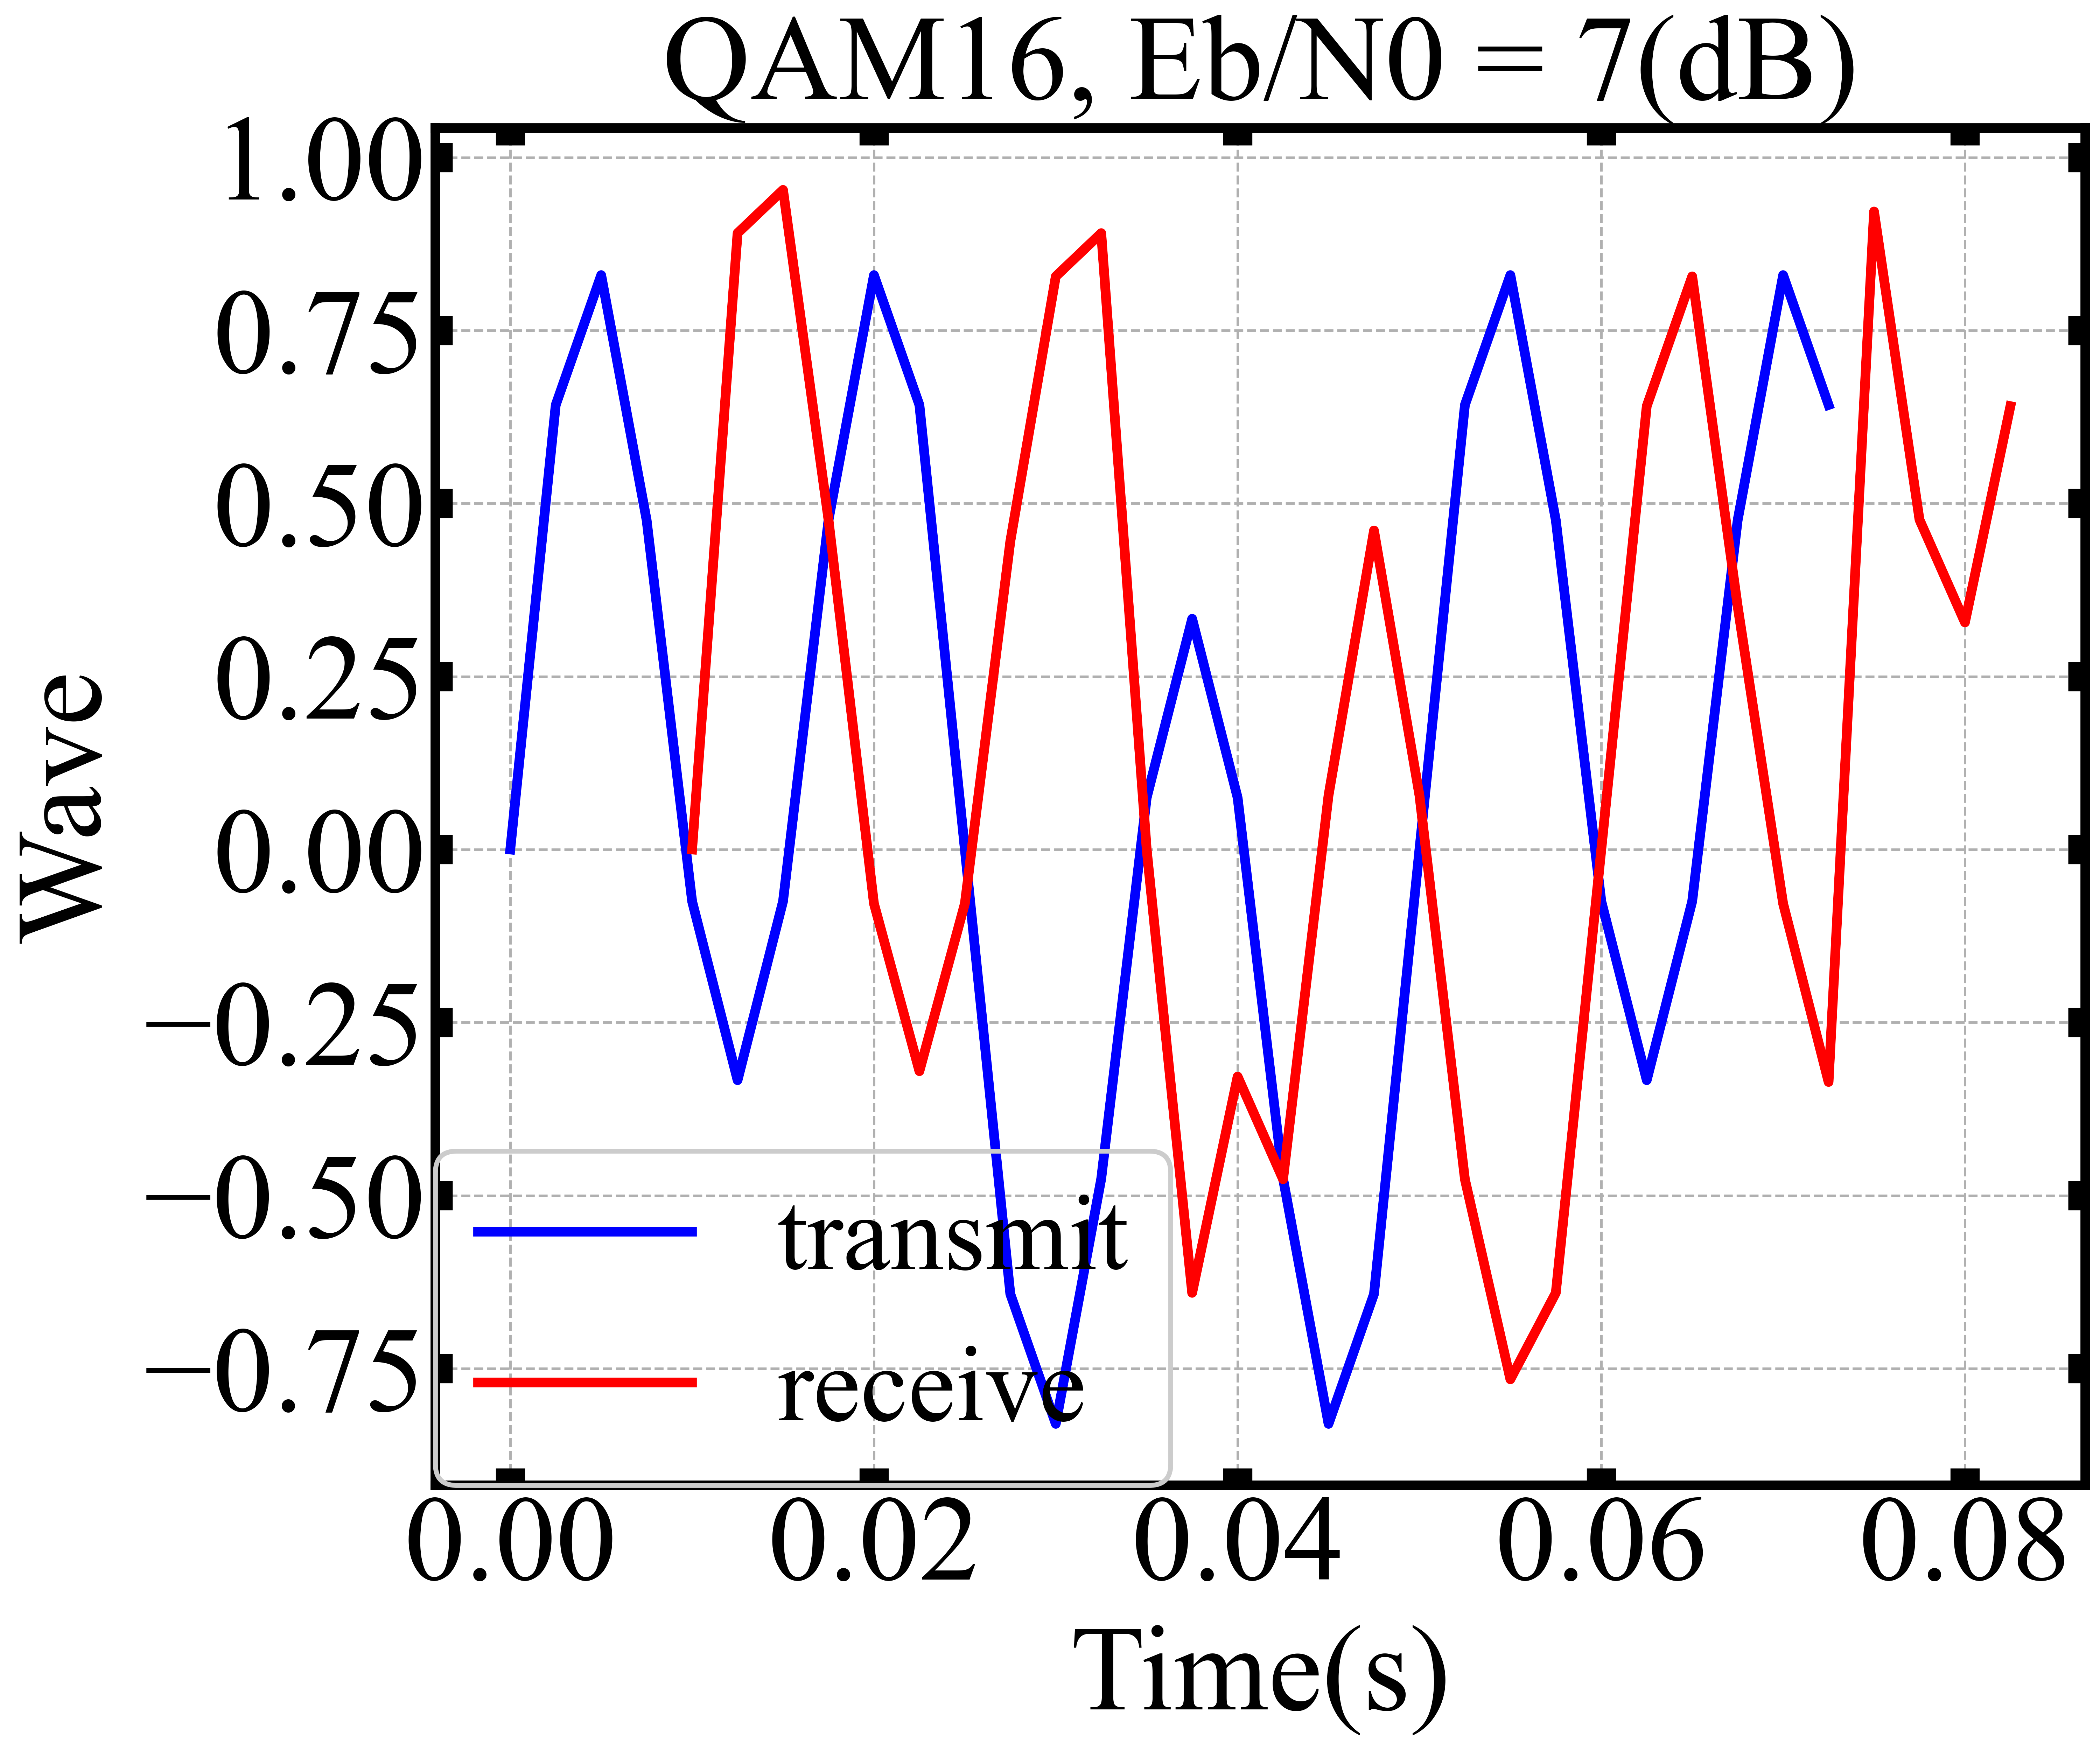 QAM16, Eb/N0 = 7(dB)
1.00
0.75
0.50
0.25
0.00
−0.25
−0.50
−0.75
Wave
transmit
receive
0.00 0.02 0.04 0.06 0.08
Time(s)